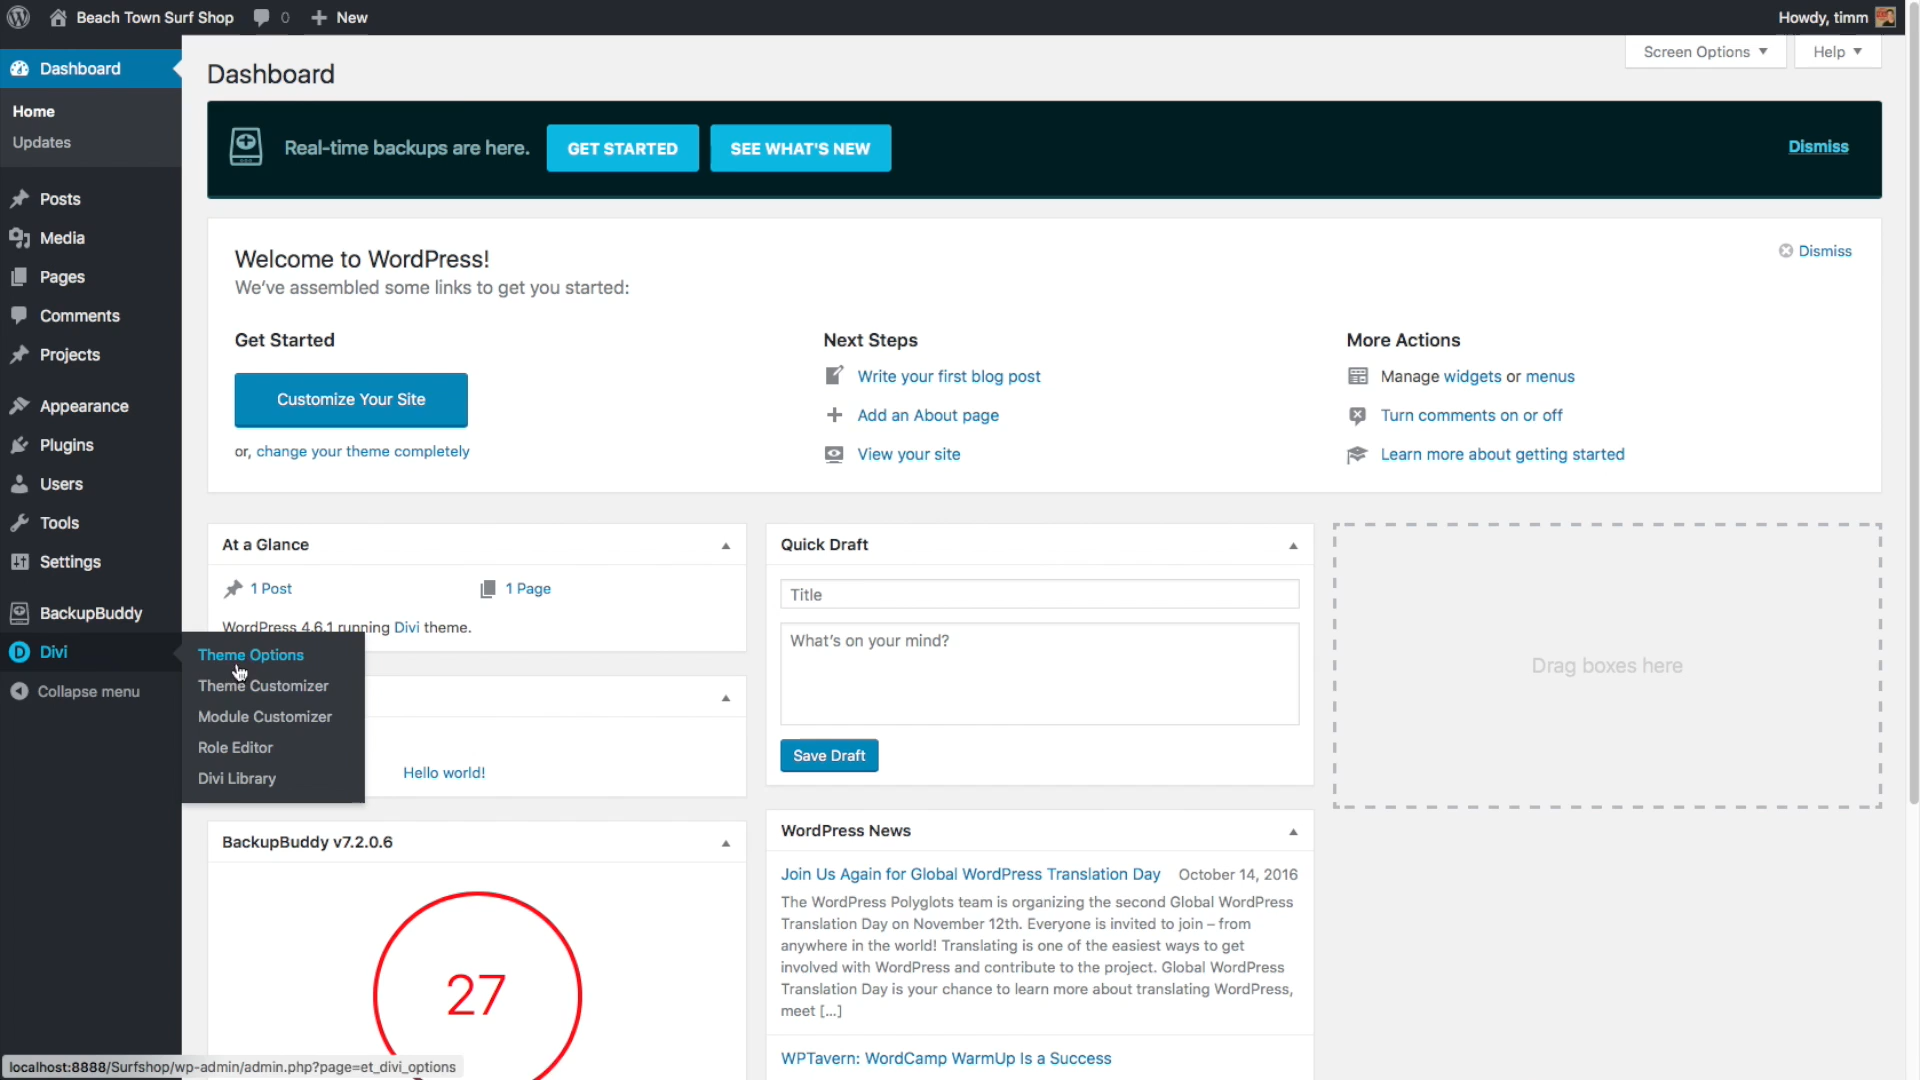 Beach Town Surf Shop 0 New Howdy, timm
Screen Options Help
Dashboard
Home
Updates
Posts
Media
Pages
Comments
Projects
Appearance
Plugins
Users
Tools
Settings
BackupBuddy
Divi
Collapse menu
Theme Options
Theme Customizer
Module Customizer
Role Editor
Divi Library
Dashboard
Real-time backups are here. GET STARTED SEE WHAT'S NEW Dismiss
Welcome to WordPress! Dismiss
We've assembled some links to get you started:
Get Started
Customize Your Site
or, change your theme completely
Next Steps
Write your first blog post
Add an About page
View your site
More Actions
Manage widgets or menus
Turn comments on or off
Learn more about getting started
At a Glance
1 Post 1 Page
WordPress 4.6.1 running Divi theme.
Hello world!
BackupBuddy v7.2.0.6
27
Quick Draft
Title
What's on your mind?
Save Draft
WordPress News
Join Us Again for Global WordPress Translation Day October 14, 2016
The WordPress Polyglots team is organizing the second Global WordPress
Translation Day on November 12th. Everyone is invited to join – from
anywhere in the world! Translating is one of the easiest ways to get
involved with WordPress and contribute to the project. Global WordPress
Translation Day is your chance to learn more about translating WordPress,
meet [...]
WPTavern: WordCamp WarmUp Is a Success
Drag boxes here
localhost:8888/Surfshop/wp-admin/admin.php?page=et_divi_options